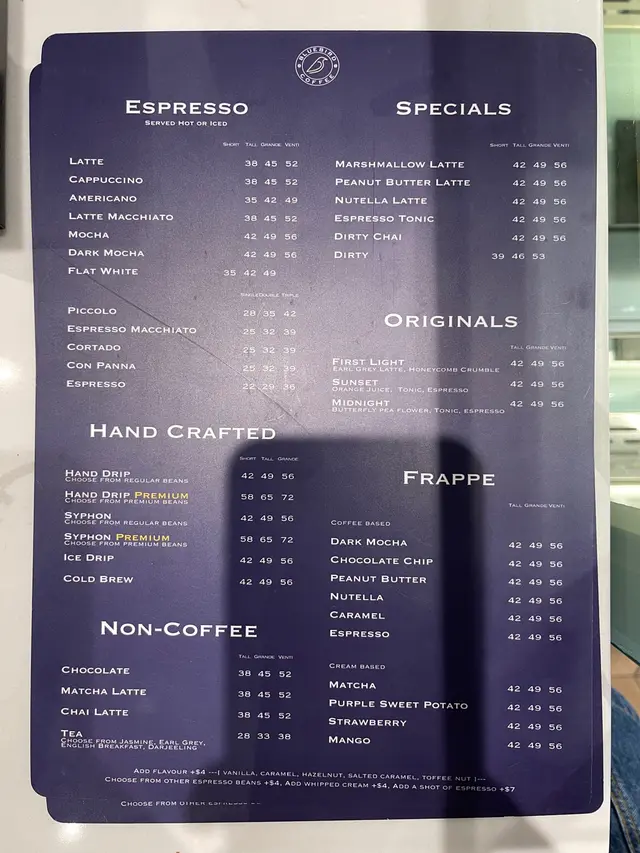 BLUEBIRD
COFFEE
ESPRESSO
SERVED HOT OR ICED
SHORT TALL GRANDE VENTI
LATTE 38 45 52
CAPPUCCINO 38 45 52
AMERICANO 35 42 49
LATTE MACCHIATO 38 45 52
MOCHA 42 49 56
DARK MOCHA 42 49 56
FLAT WHITE 35 42 49
SINGLE DOUBLE TRIPLE
PICCOLO 28 35 42
ESPRESSO MACCHIATO 25 32 39
CORTADO 25 32 39
CON PANNA 25 32 39
ESPRESSO 22 29 36
HAND CRAFTED
SHORT TALL GRANDE
HAND DRIP 42 49 56
CHOOSE FROM REGULAR BEANS
HAND DRIP PREMIUM 58 65 72
CHOOSE FROM PREMIUM BEANS
SYPHON 42 49 56
CHOOSE FROM REGULAR BEANS
SYPHON PREMIUM 58 65 72
CHOOSE FROM PREMIUM BEANS
ICE DRIP 42 49 56
COLD BREW 42 49 56
NON-COFFEE
TALL GRANDE VENTI
CHOCOLATE 38 45 52
MATCHA LATTE 38 45 52
CHAI LATTE 38 45 52
TEA 28 33 38
CHOOSE FROM JASMINE, EARL GREY,
ENGLISH BREAKFAST, DARJEELING
SPECIALS
SHORT TALL GRANDE VENTI
MARSHMALLOW LATTE 42 49 56
PEANUT BUTTER LATTE 42 49 56
NUTELLA LATTE 42 49 56
ESPRESSO TONIC 42 49 56
DIRTY CHAI 42 49 56
DIRTY 39 46 53
ORIGINALS
TALL GRANDE VENTI
FIRST LIGHT 42 49 56
EARL GREY LATTE, HONEYCOMB CRUMBLE
SUNSET 42 49 56
ORANGE JUICE, TONIC, ESPRESSO
MIDNIGHT 42 49 56
BUTTERFLY PEA FLOWER, TONIC, ESPRESSO
FRAPPE
TALL GRANDE VENTI
COFFEE BASED
DARK MOCHA 42 49 56
CHOCOLATE CHIP 42 49 56
PEANUT BUTTER 42 49 56
NUTELLA 42 49 56
CARAMEL 42 49 56
ESPRESSO 42 49 56
CREAM BASED
MATCHA 42 49 56
PURPLE SWEET POTATO 42 49 56
STRAWBERRY 42 49 56
MANGO 42 49 56
ADD FLAVOUR +$4 ---[ VANILLA, CARAMEL, HAZELNUT, SALTED CARAMEL, TOFFEE NUT ]---
CHOOSE FROM OTHER ESPRESSO BEANS +$4, ADD WHIPPED CREAM +$4, ADD A SHOT OF ESPRESSO +$7
CHOOSE FROM OTHER ESPRESSO